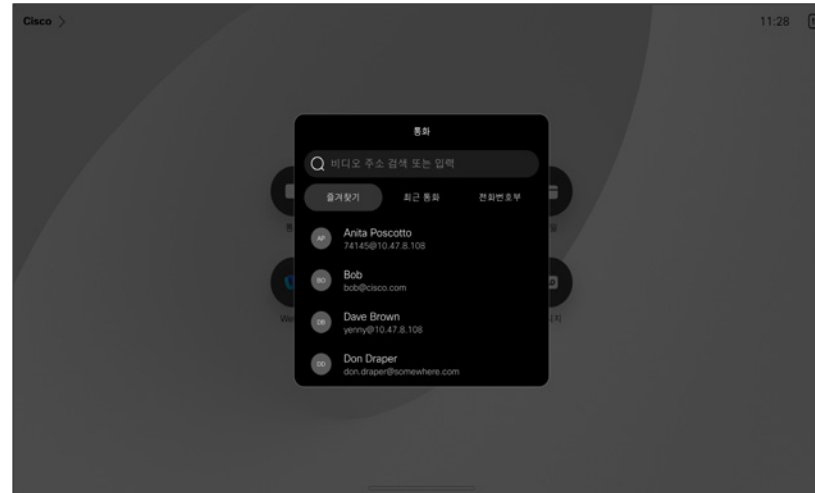 Cisco >
11:28
통화
비디오 주소 검색 또는 입력
즐겨찾기 최근 통화 전화번호부
AP Anita Poscotto
74145@10.47.8.108
BO Bob
bob@cisco.com
DB Dave Brown
yenny@10.47.8.108
DD Don Draper
don.draper@somewhere.com